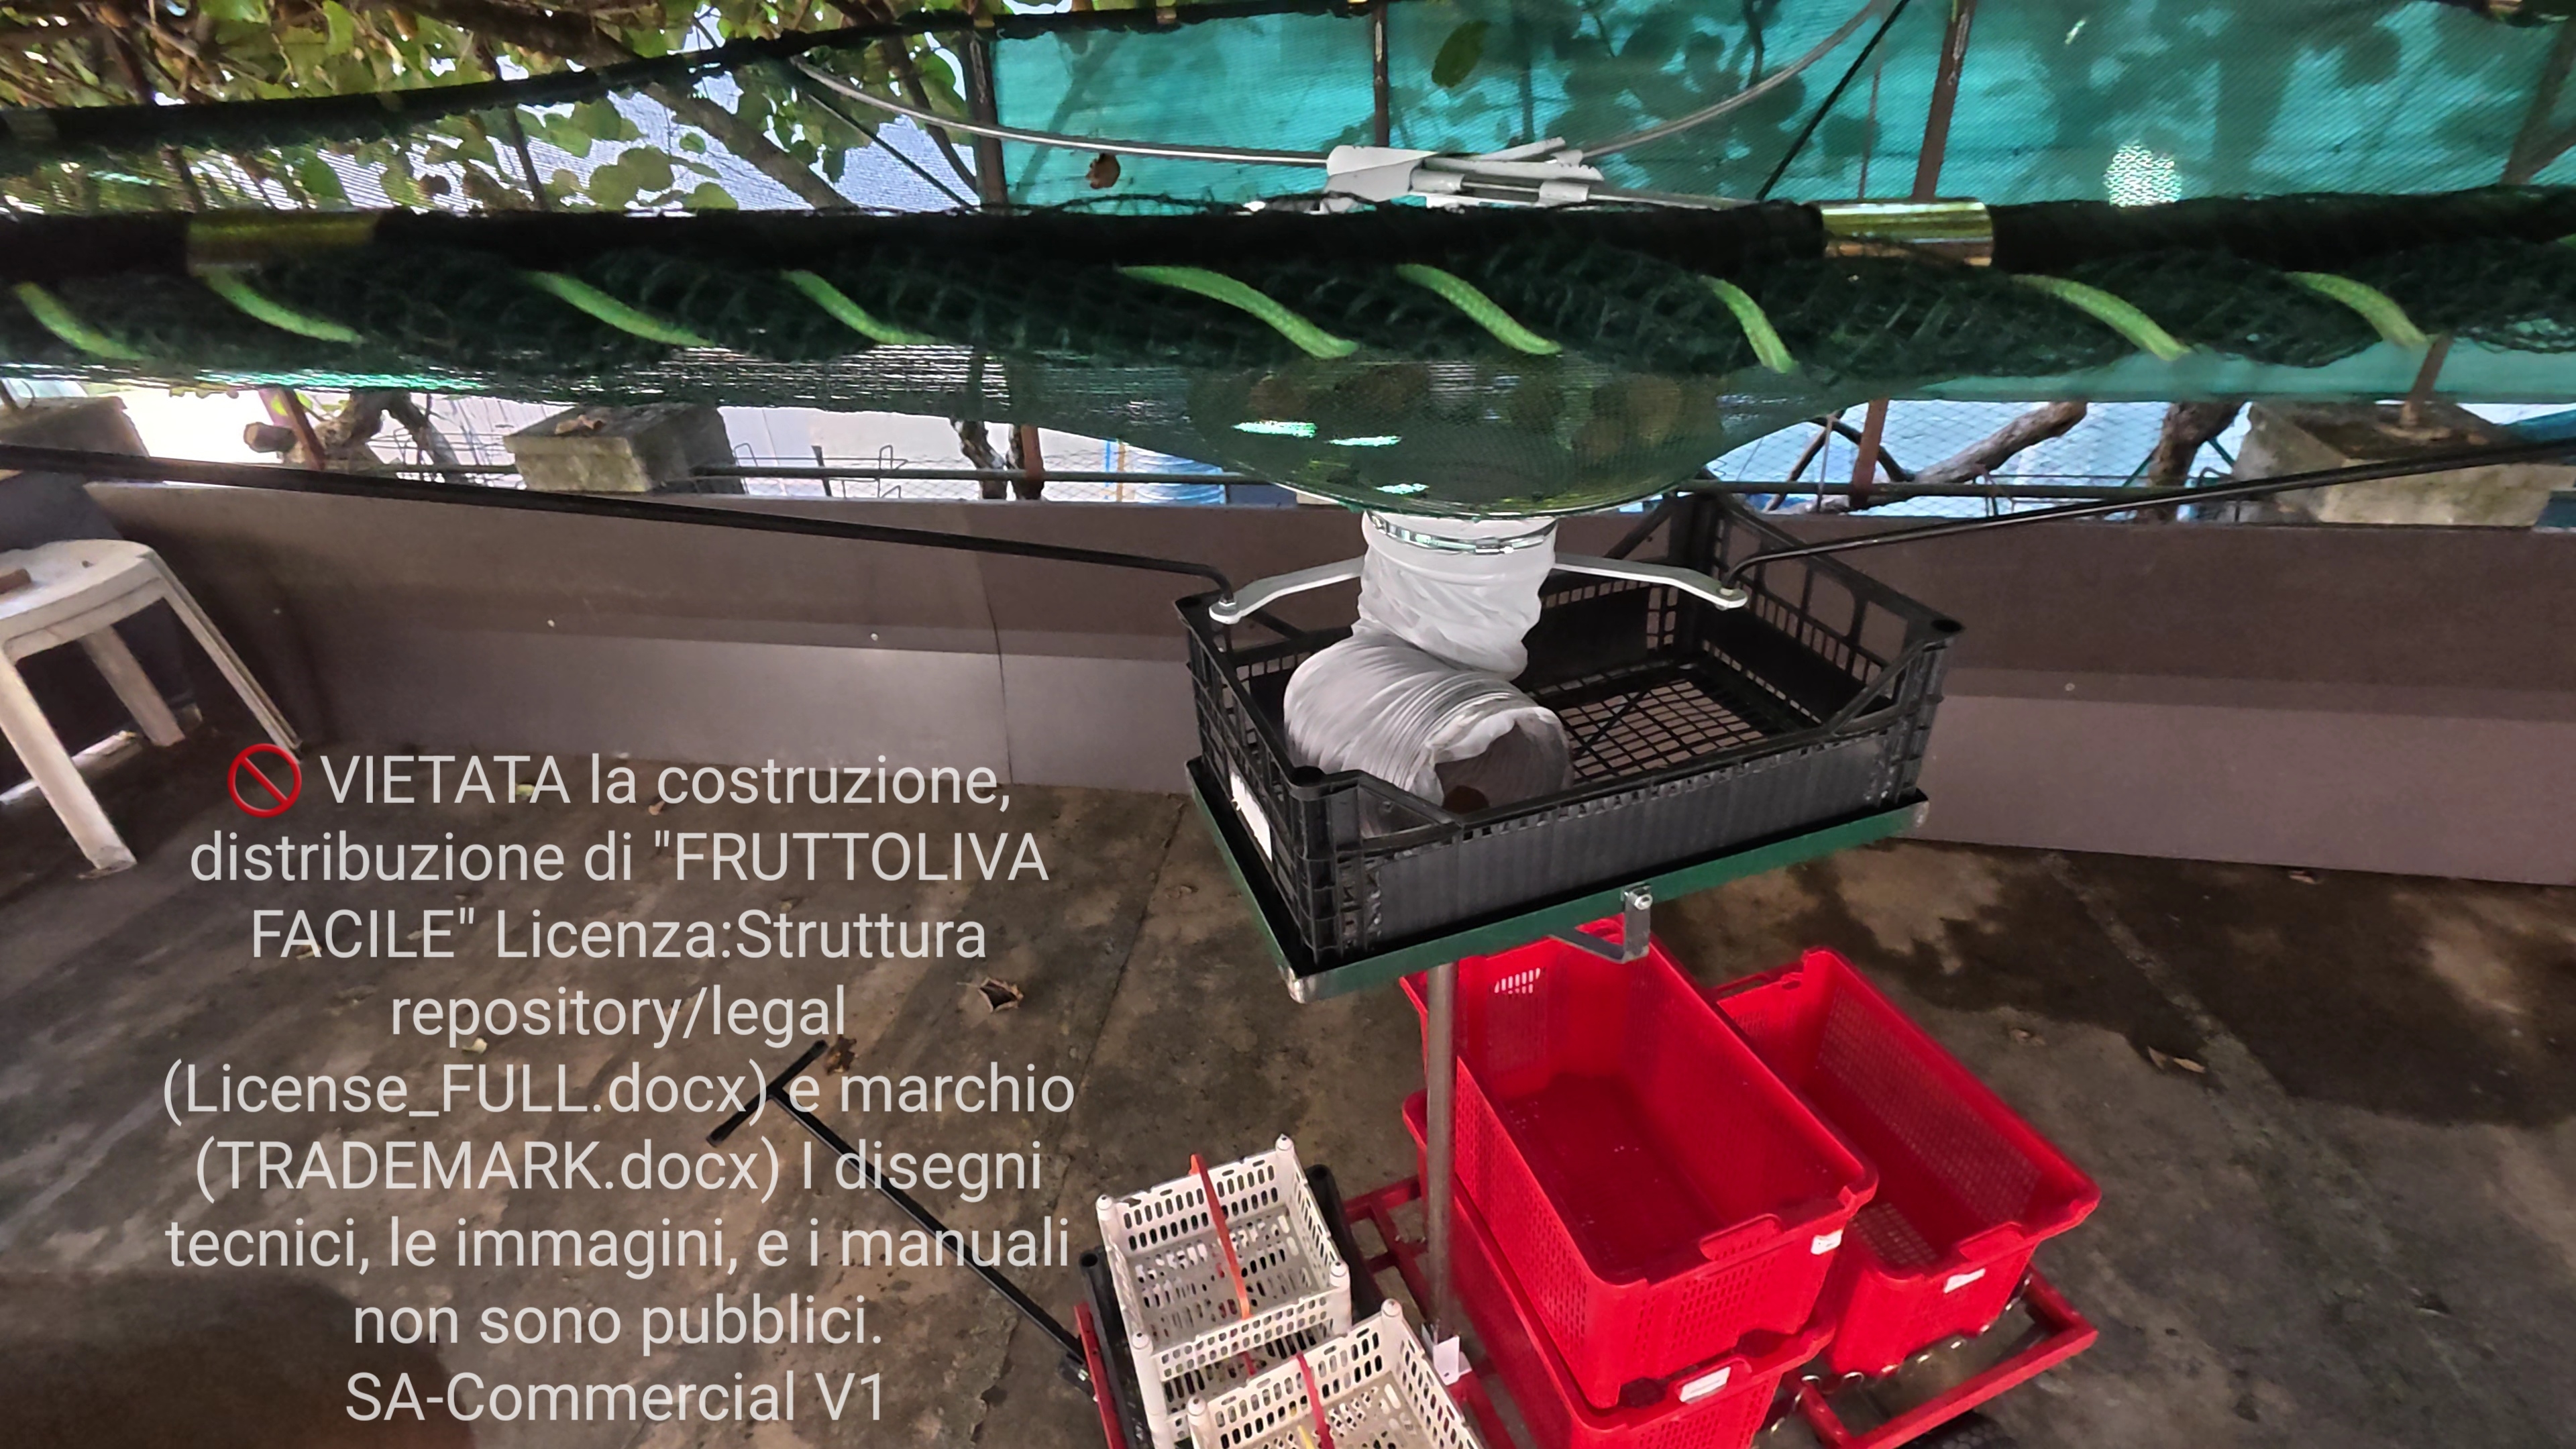 🚫 VIETATA la costruzione,
distribuzione di "FRUTTOLIVA
FACILE" Licenza:Struttura
repository/legal
(License_FULL.docx) e marchio
(TRADEMARK.docx) I disegni
tecnici, le immagini, e i manuali
non sono pubblici.
SA-Commercial V1